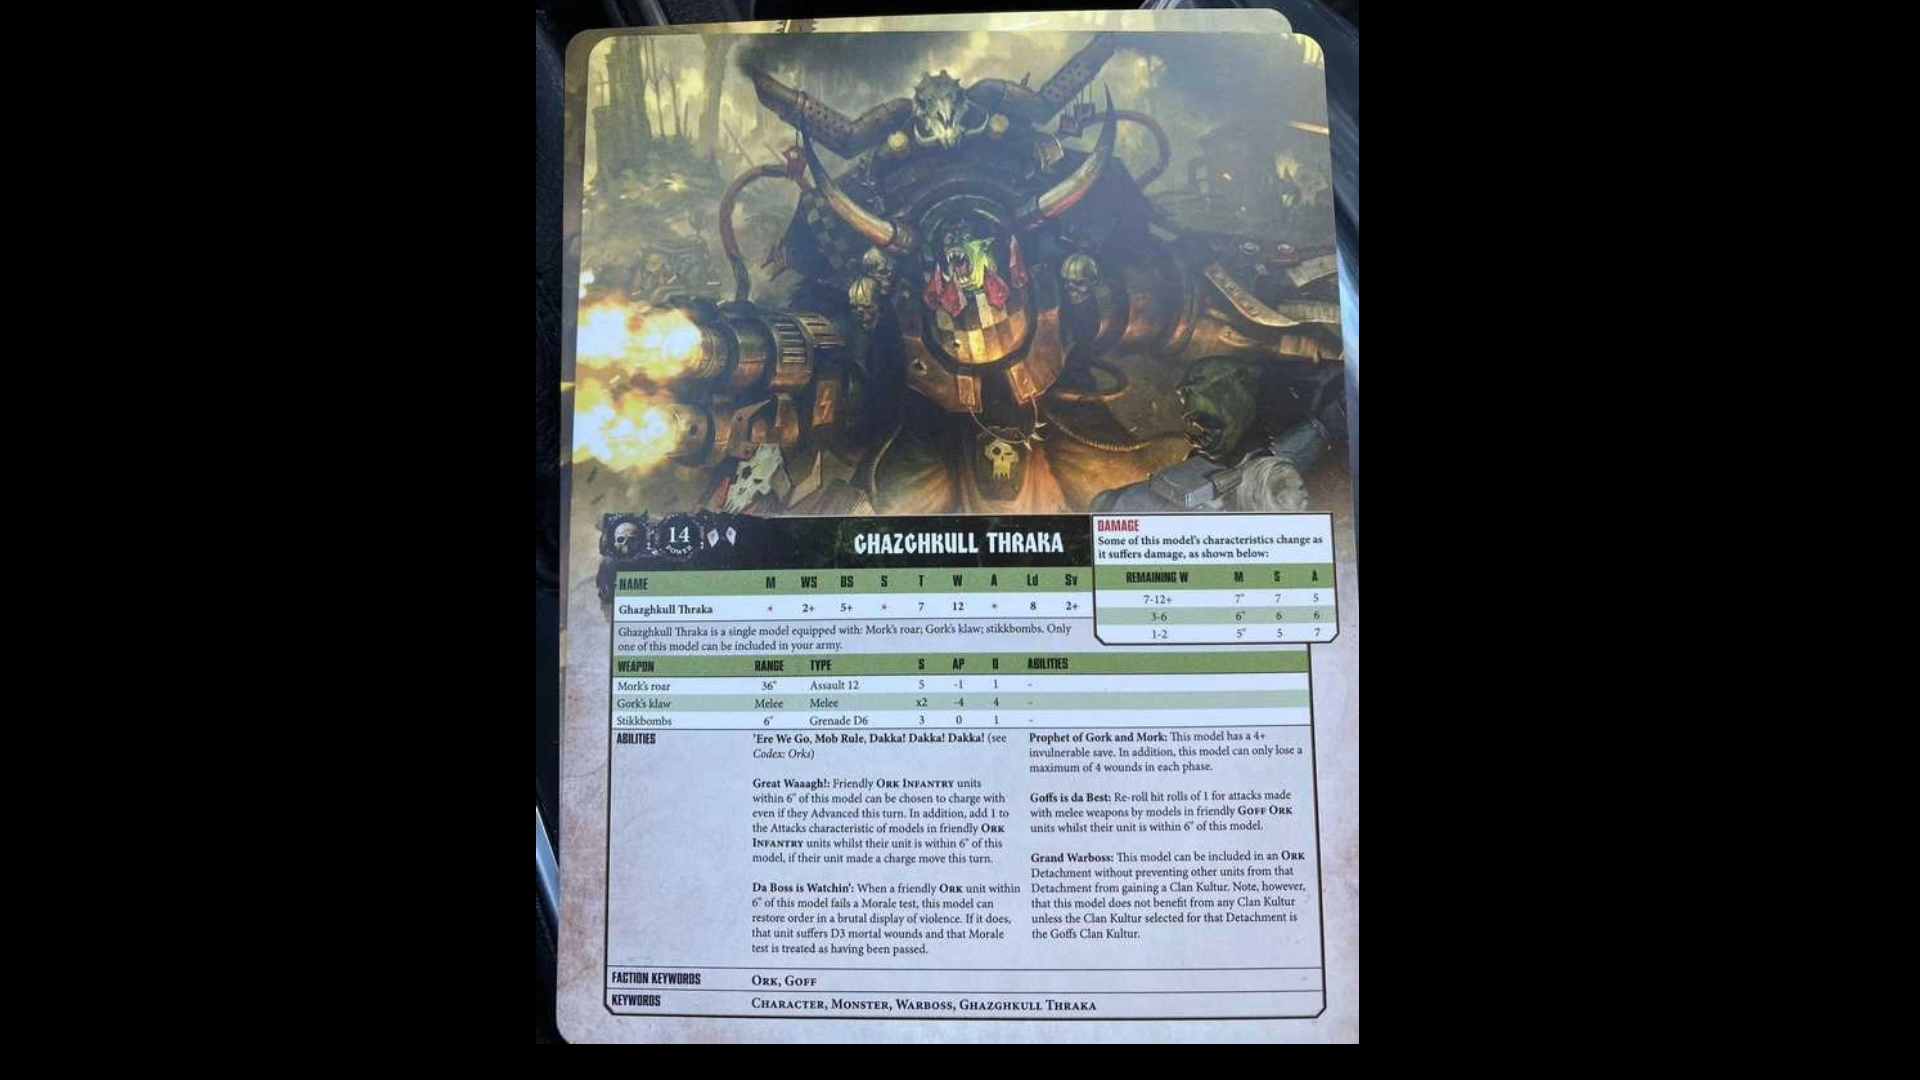 14
POWER
GHAZGHKULL THRAKA
NAME M WS BS S T W A Ld Sv
Ghazghkull Thraka * 2+ 5+ * 7 12 * 8 2+
Ghazghkull Thraka is a single model equipped with: Mork's roar; Gork's klaw; stikkbombs. Only
one of this model can be included in your army.
DAMAGE
Some of this model's characteristics change as
it suffers damage, as shown below:
REMAINING W M S A
7-12+ 7" 7 5
3-6 6" 6 6
1-2 5" 5 7
WEAPON RANGE TYPE S AP D ABILITIES
Mork's roar 36" Assault 12 5 -1 1 -
Gork's klaw Melee Melee x2 -4 4 -
Stikkbombs 6" Grenade D6 3 0 1 -
ABILITIES
'Ere We Go, Mob Rule, Dakka! Dakka! Dakka! (see
Codex: Orks)
Great Waaagh!: Friendly ORK INFANTRY units
within 6" of this model can be chosen to charge with
even if they Advanced this turn. In addition, add 1 to
the Attacks characteristic of models in friendly ORK
INFANTRY units whilst their unit is within 6" of this
model, if their unit made a charge move this turn.
Da Boss is Watchin': When a friendly ORK unit within
6" of this model fails a Morale test, this model can
restore order in a brutal display of violence. If it does,
that unit suffers D3 mortal wounds and that Morale
test is treated as having been passed.
Prophet of Gork and Mork: This model has a 4+
invulnerable save. In addition, this model can only lose a
maximum of 4 wounds in each phase.
Goffs is da Best: Re-roll hit rolls of 1 for attacks made
with melee weapons by models in friendly GOFF ORK
units whilst their unit is within 6" of this model.
Grand Warboss: This model can be included in an ORK
Detachment without preventing other units from that
Detachment from gaining a Clan Kultur. Note, however,
that this model does not benefit from any Clan Kultur
unless the Clan Kultur selected for that Detachment is
the Goffs Clan Kultur.
FACTION KEYWORDS ORK, GOFF
KEYWORDS CHARACTER, MONSTER, WARBOSS, GHAZGHKULL THRAKA